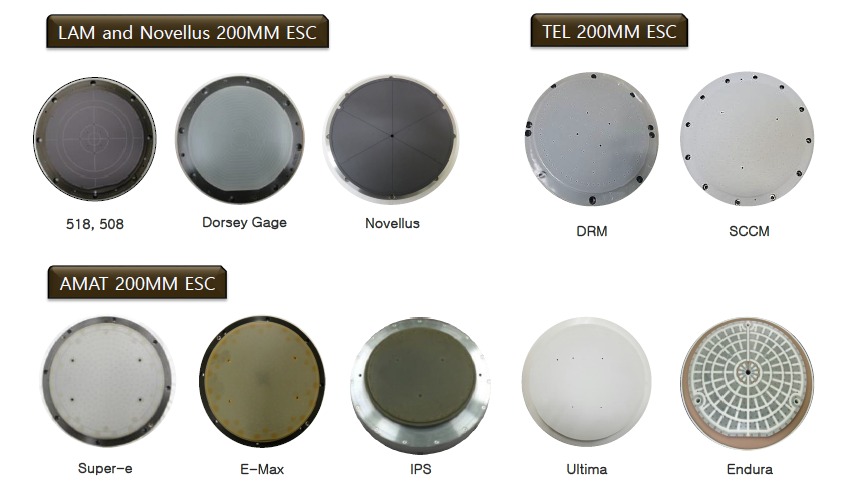 LAM and Novellus 200MM ESC
TEL 200MM ESC
518, 508
Dorsey Gage
Novellus
DRM
SCCM
AMAT 200MM ESC
Super-e
E-Max
IPS
Ultima
Endura